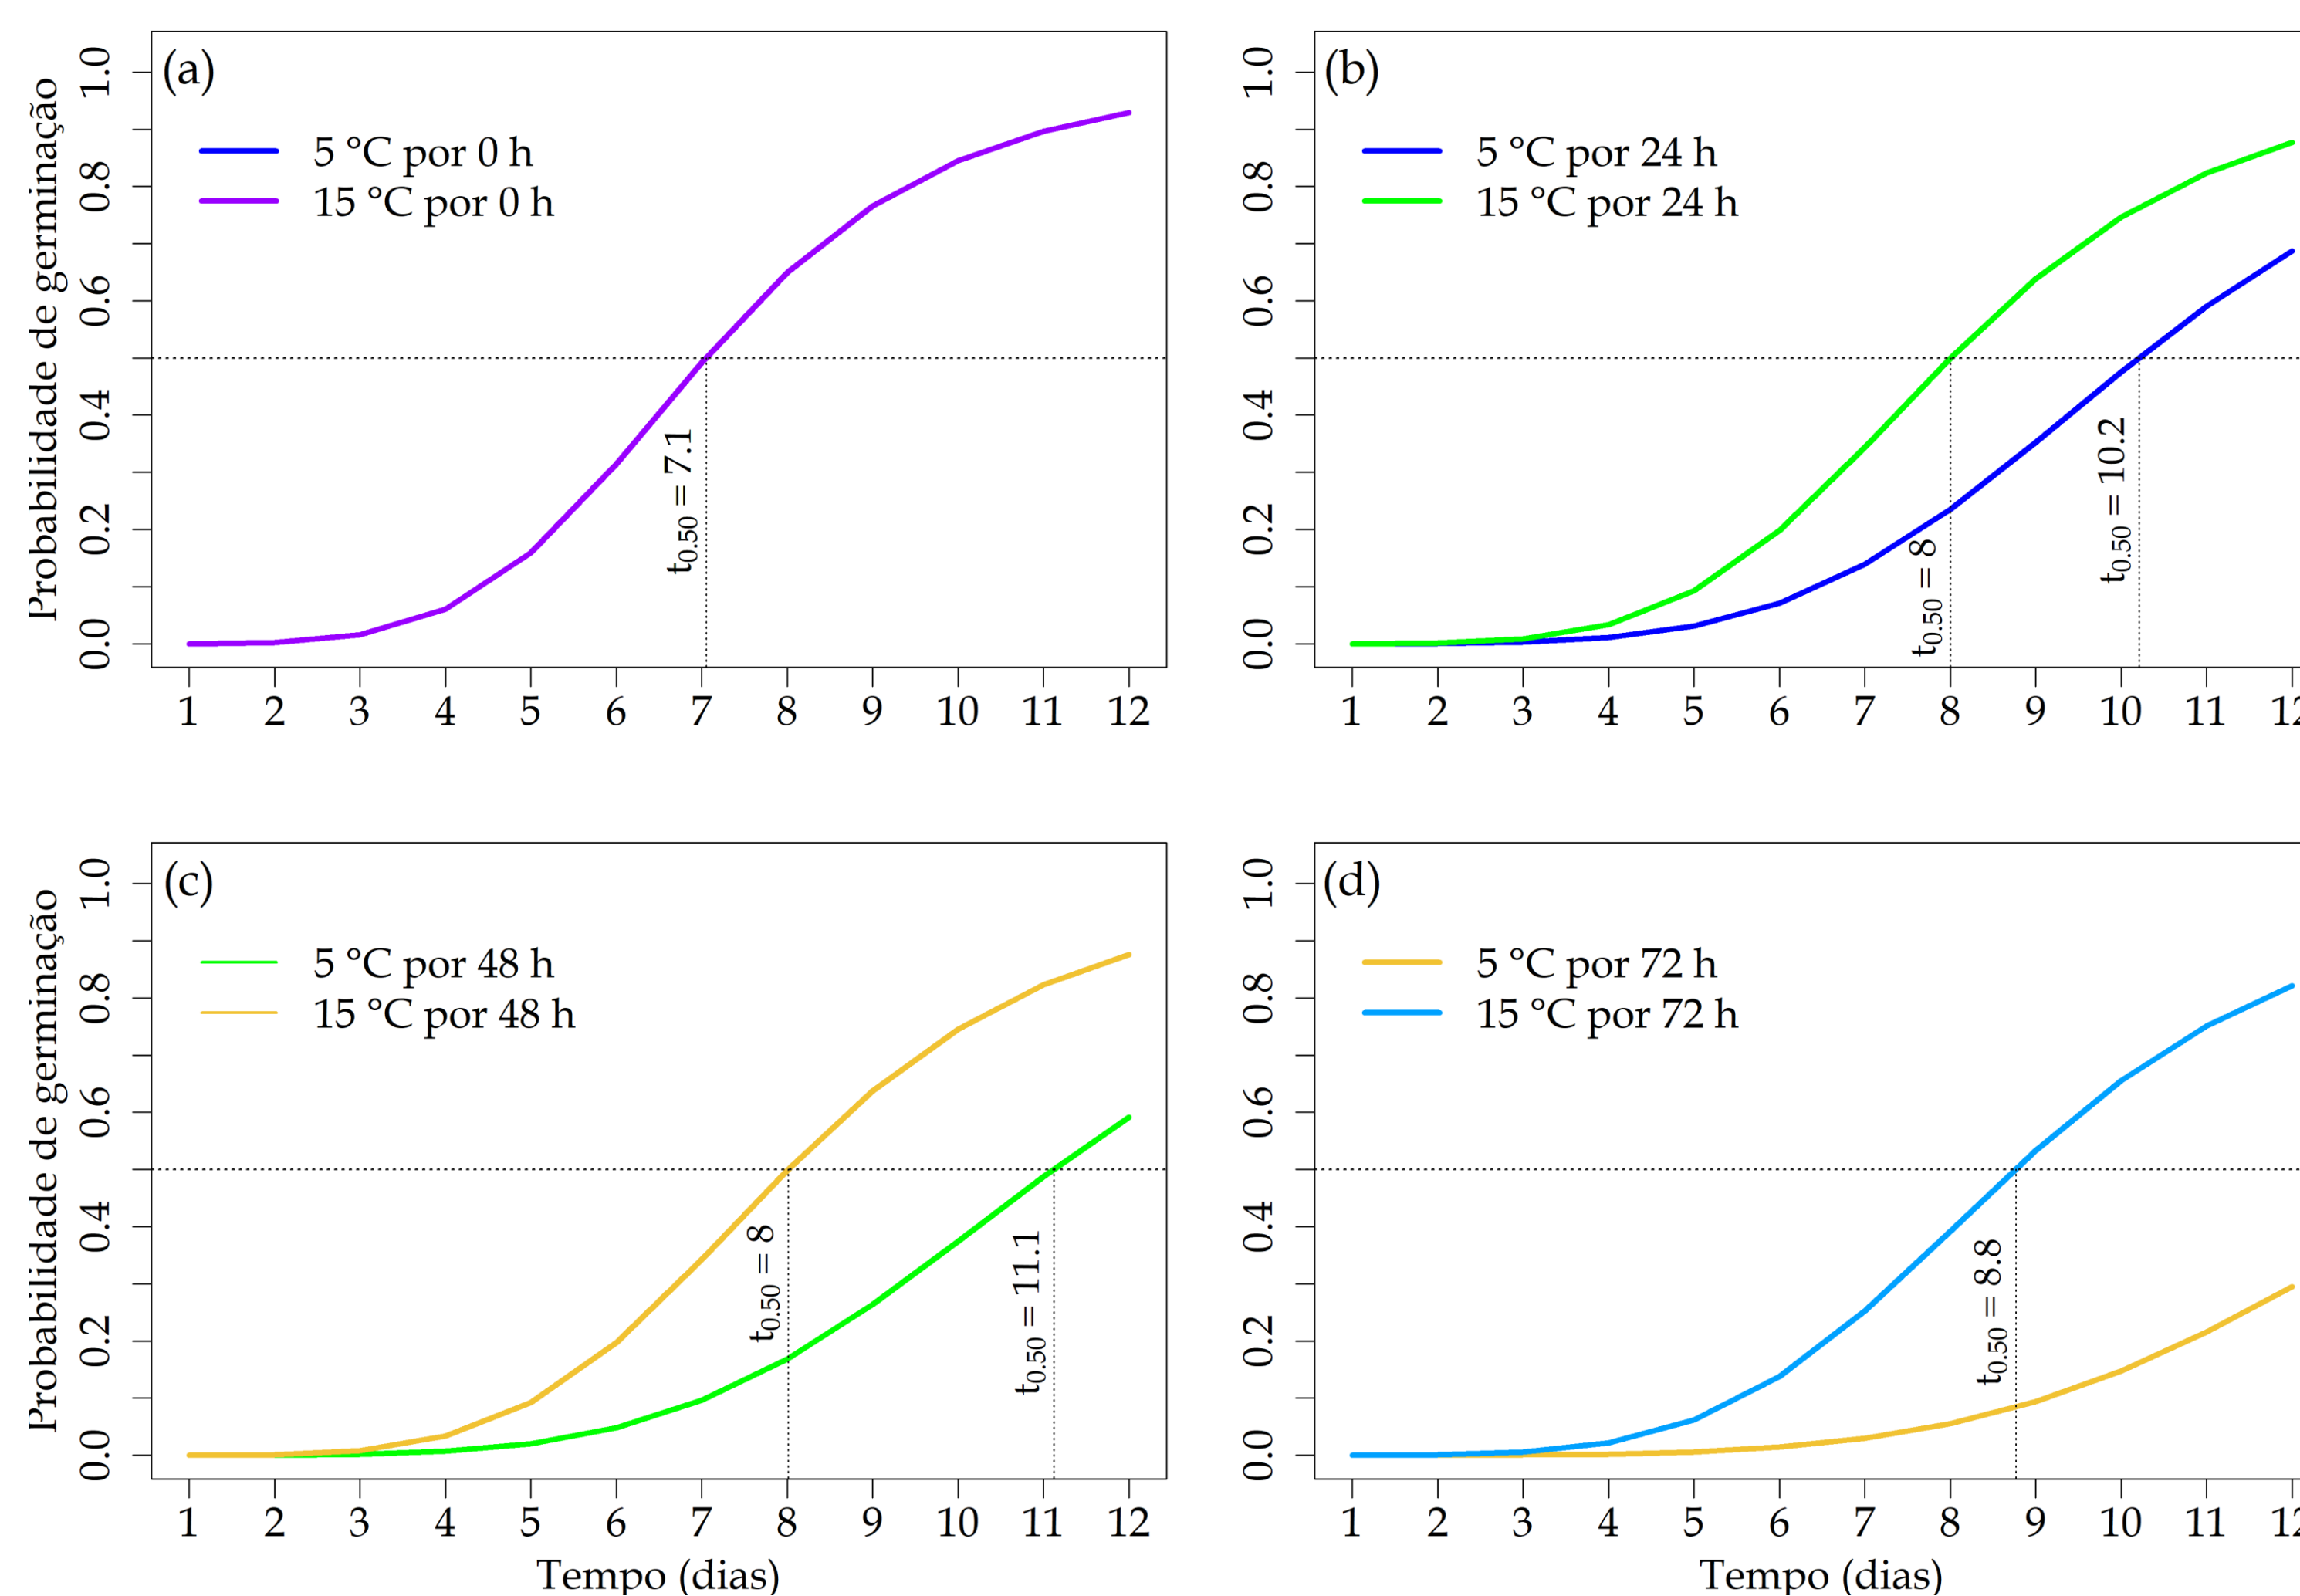 (a)
Probabilidade de germinação
1.0
0.8
0.6
0.4
0.2
0.0
5 °C por 0 h
15 °C por 0 h
t0.50 = 7.1
1 2 3 4 5 6 7 8 9 10 11 12
(b)
1.0
0.8
0.6
0.4
0.2
0.0
5 °C por 24 h
15 °C por 24 h
t0.50 = 8
t0.50 = 10.2
1 2 3 4 5 6 7 8 9 10 11 12
(c)
Probabilidade de germinação
1.0
0.8
0.6
0.4
0.2
0.0
5 °C por 48 h
15 °C por 48 h
t0.50 = 8
t0.50 = 11.1
1 2 3 4 5 6 7 8 9 10 11 12
Tempo (dias)
(d)
1.0
0.8
0.6
0.4
0.2
0.0
5 °C por 72 h
15 °C por 72 h
t0.50 = 8.8
1 2 3 4 5 6 7 8 9 10 11 12
Tempo (dias)